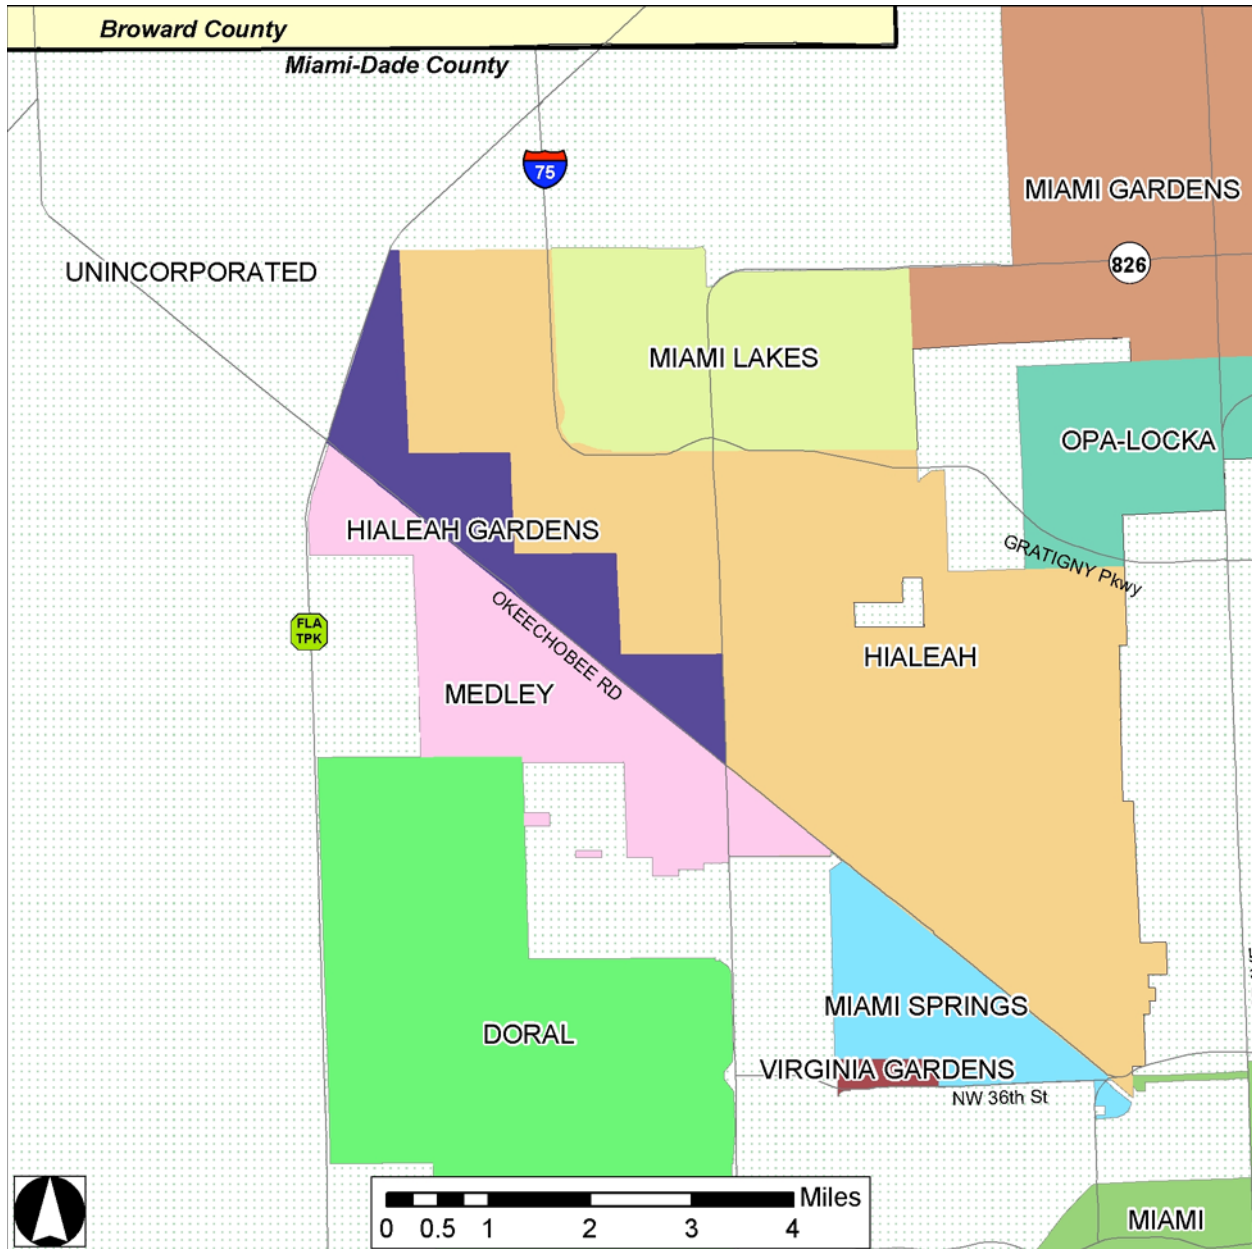 Broward County
Miami-Dade County
75
MIAMI GARDENS
826
UNINCORPORATED
MIAMI LAKES
OPA-LOCKA
HIALEAH GARDENS
GRATIGNY Pkwy
FLA
TPK
OKEECHOBEE RD
HIALEAH
MEDLEY
MIAMI SPRINGS
DORAL
VIRGINIA GARDENS
NW 36th St
Miles
0 0.5 1 2 3 4
MIAMI